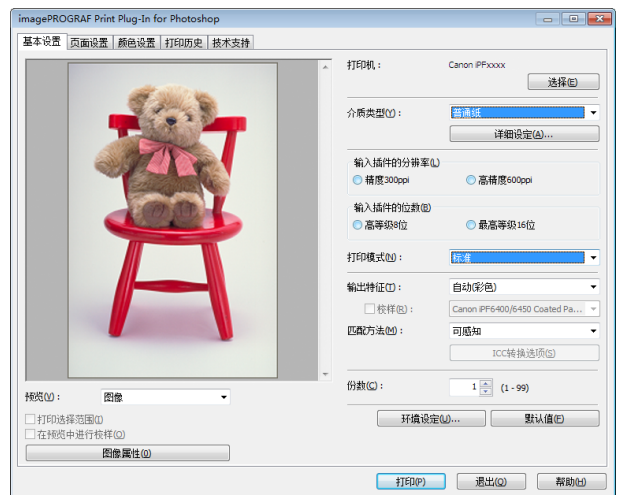 imagePROGRAF Print Plug-In for Photoshop
基本设置 页面设置 颜色设置 打印历史 技术支持
打印机： Canon iPFxxxx
选择(E)
介质类型(Y)： 普通纸
详细设定(A)...
输入插件的分辨率(L)
精度300ppi 高精度600ppi
输入插件的位数(B)
高等级8位 最高等级16位
打印模式(N)： 标准
输出特征(T)： 自动(彩色)
校样(R)： Canon iPF6400/6450 Coated Pa...
匹配方法(M)： 可感知
ICC转换选项(S)
份数(C)： 1 (1 - 99)
预览(V)： 图像
打印选择范围(I)
在预览中进行校样(O)
图像属性(0)
环境设定(U)... 默认值(F)
打印(P) 退出(Q) 帮助(H)